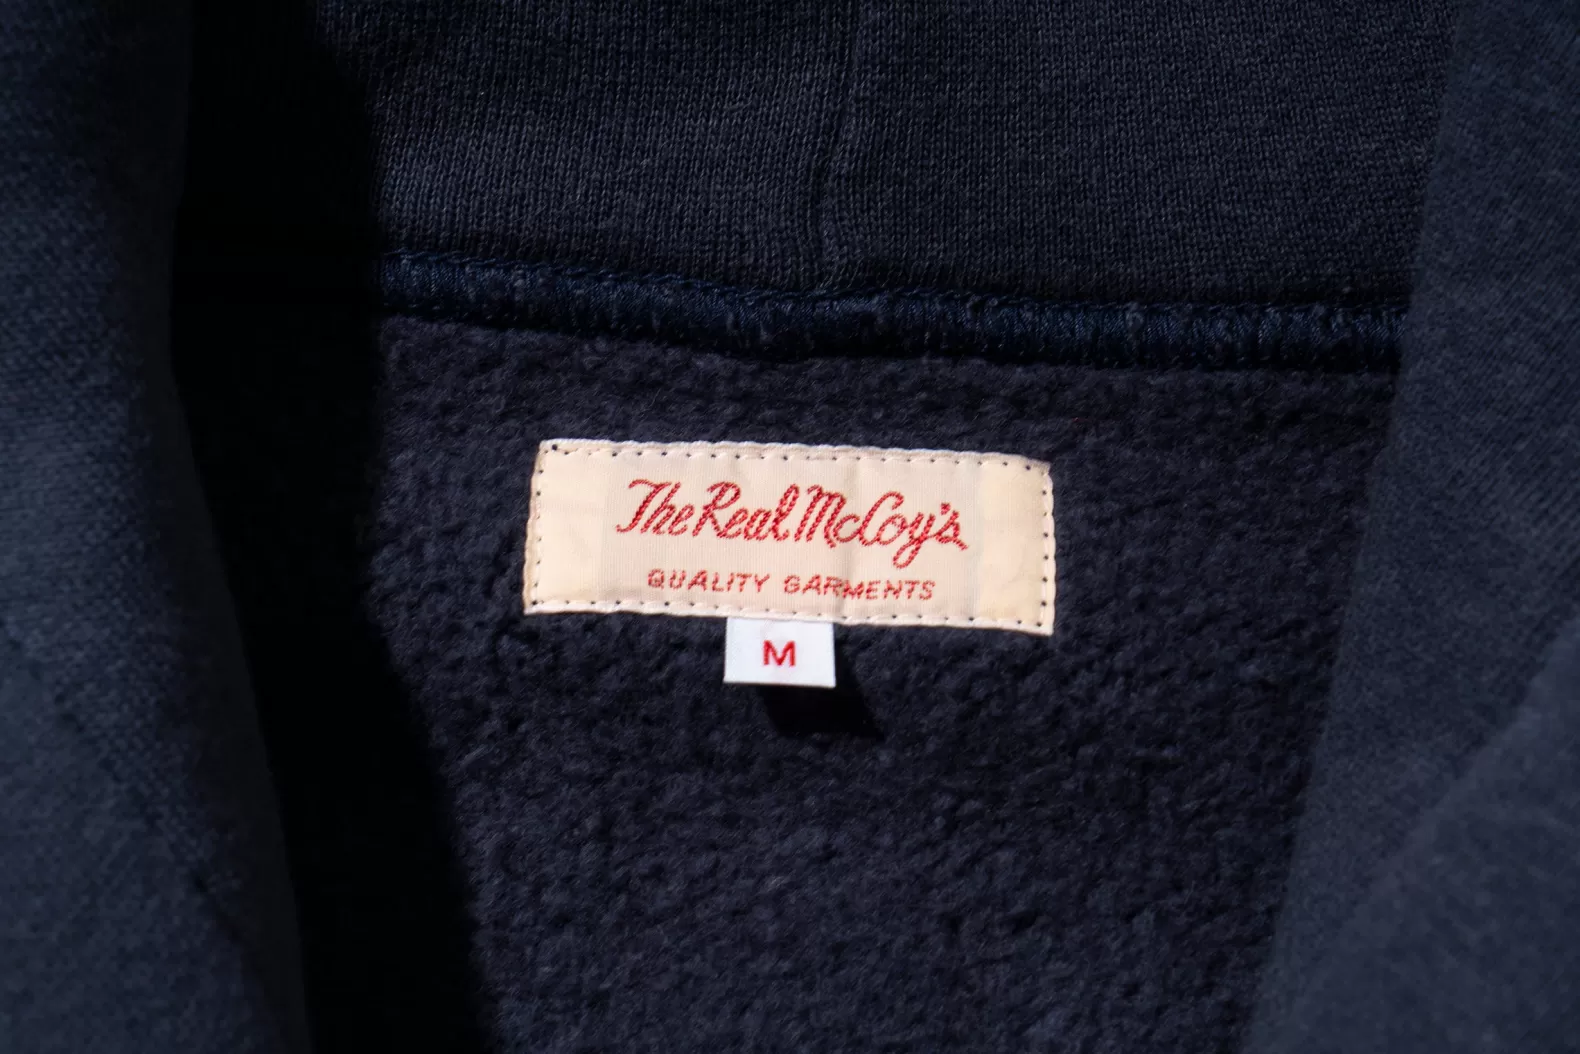 The Real McCoy's
QUALITY GARMENTS
M